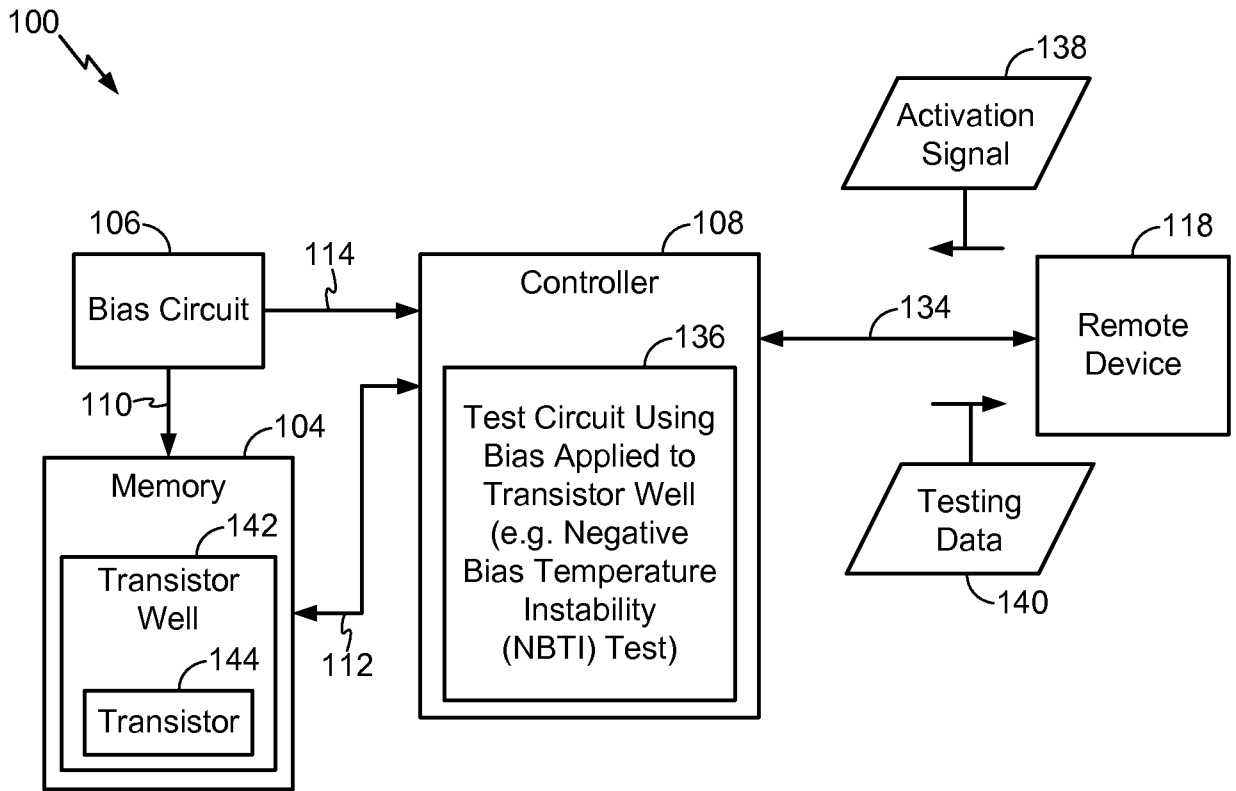 100
138
Activation
Signal
106
Bias Circuit
114
108
Controller
118
Remote
Device
134
110
136
Test Circuit Using
Bias Applied to
Transistor Well
(e.g. Negative
Bias Temperature
Instability
(NBTI) Test)
104
Memory
142
Transistor
Well
144
Transistor
112
Testing
Data
140